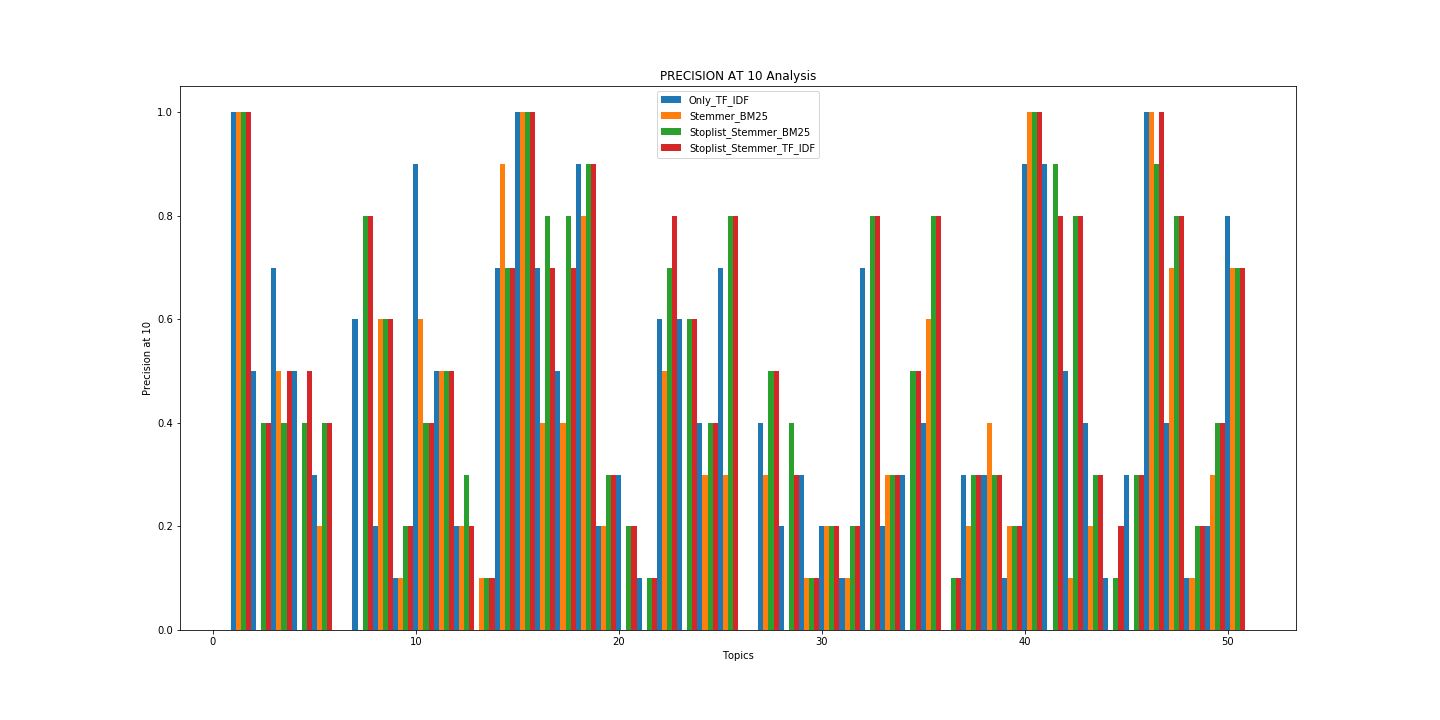 PRECISION AT 10 Analysis
Only_TF_IDF
Stemmer_BM25
Stoplist_Stemmer_BM25
Stoplist_Stemmer_TF_IDF
1.0
0.8
0.6
0.4
0.2
0.0
Precision at 10
0 10 20 30 40 50
Topics